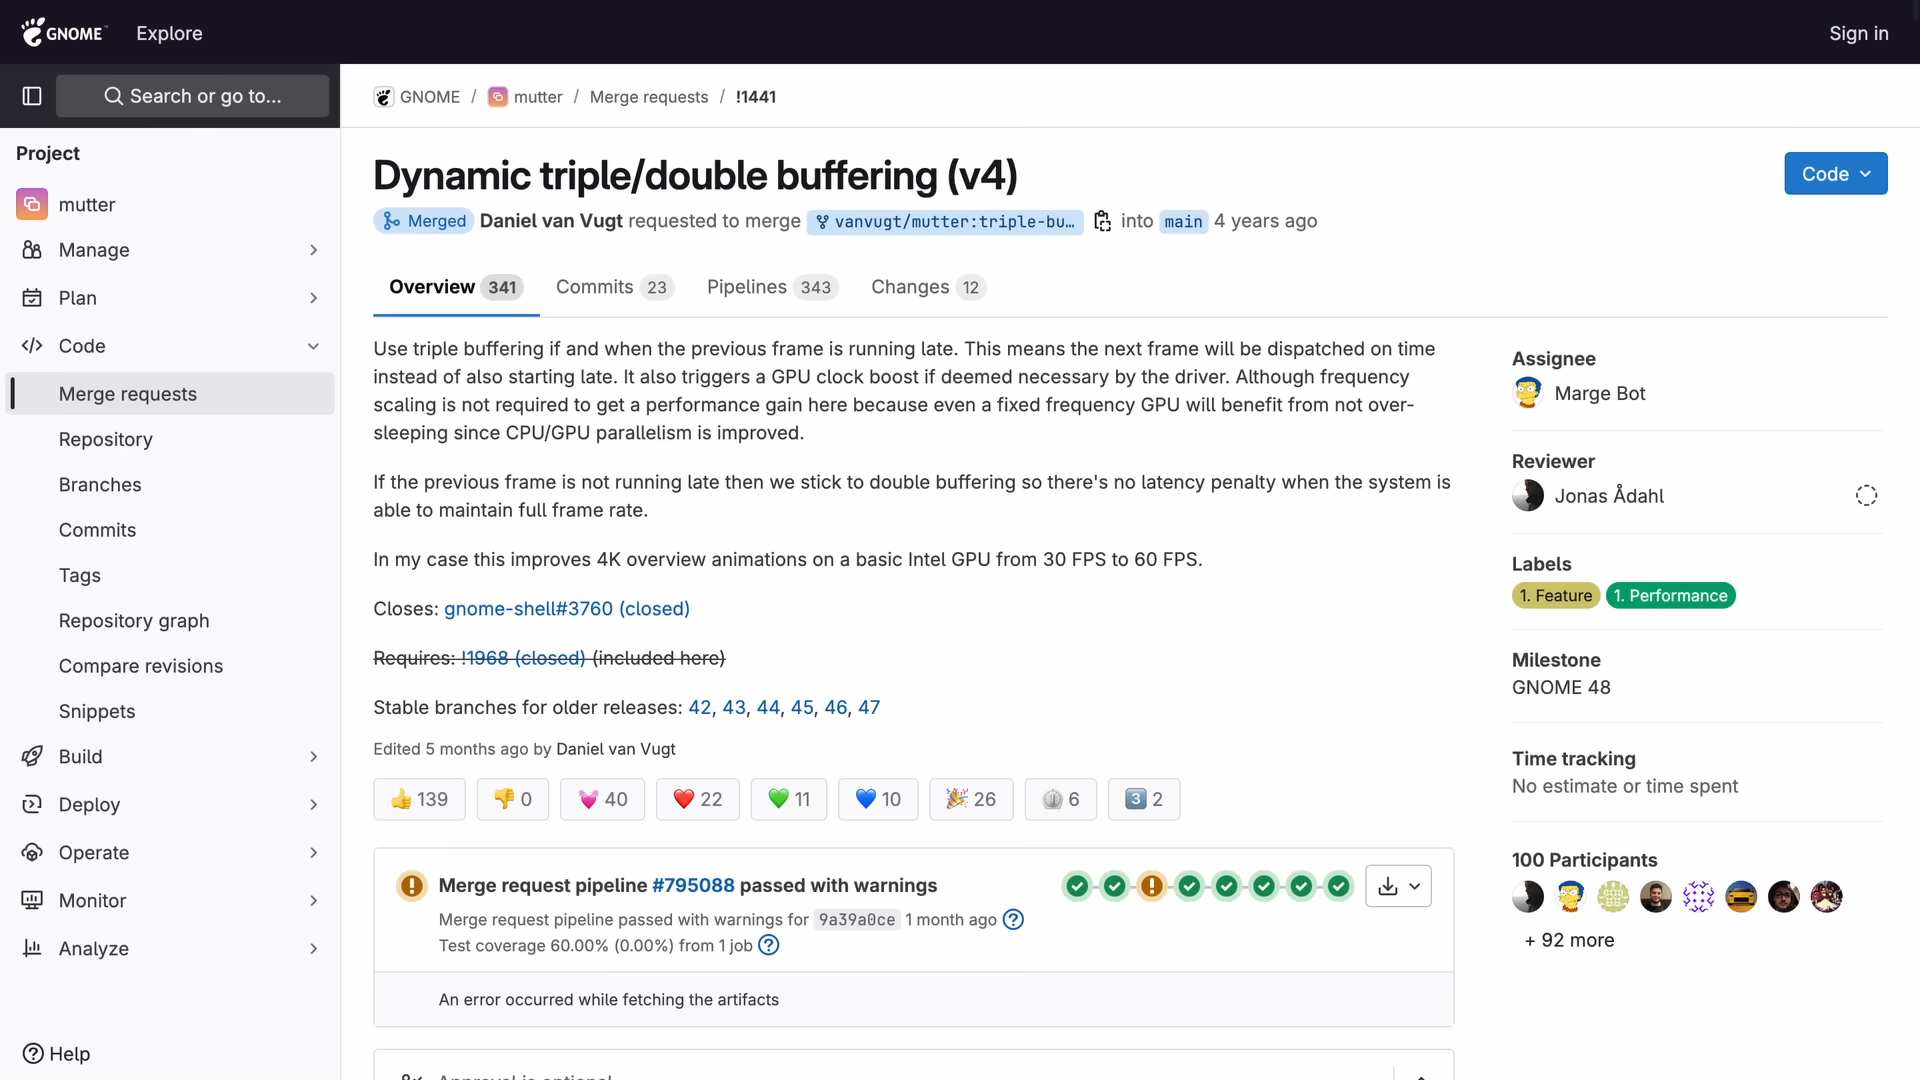 GNOME
Explore
Sign in
Search or go to...
GNOME / mutter / Merge requests / !1441
Project
mutter
Manage
Plan
Code
Merge requests
Repository
Branches
Commits
Tags
Repository graph
Compare revisions
Snippets
Build
Deploy
Operate
Monitor
Analyze
Help
Dynamic triple/double buffering (v4)
Code
Merged Daniel van Vugt requested to merge vanvugt/mutter:triple-bu… into main 4 years ago
Overview 341 Commits 23 Pipelines 343 Changes 12
Use triple buffering if and when the previous frame is running late. This means the next frame will be dispatched on time
instead of also starting late. It also triggers a GPU clock boost if deemed necessary by the driver. Although frequency
scaling is not required to get a performance gain here because even a fixed frequency GPU will benefit from not over-
sleeping since CPU/GPU parallelism is improved.
If the previous frame is not running late then we stick to double buffering so there's no latency penalty when the system is
able to maintain full frame rate.
In my case this improves 4K overview animations on a basic Intel GPU from 30 FPS to 60 FPS.
Closes: gnome-shell#3760 (closed)
Requires: !1968 (closed) (included here)
Stable branches for older releases: 42, 43, 44, 45, 46, 47
Edited 5 months ago by Daniel van Vugt
139 0 40 22 11 10 26 6 3 2
Merge request pipeline #795088 passed with warnings
Merge request pipeline passed with warnings for 9a39a0ce 1 month ago
Test coverage 60.00% (0.00%) from 1 job
An error occurred while fetching the artifacts
Approval is optional
Assignee
Marge Bot
Reviewer
Jonas Ådahl
Labels
1. Feature 1. Performance
Milestone
GNOME 48
Time tracking
No estimate or time spent
100 Participants
+ 92 more